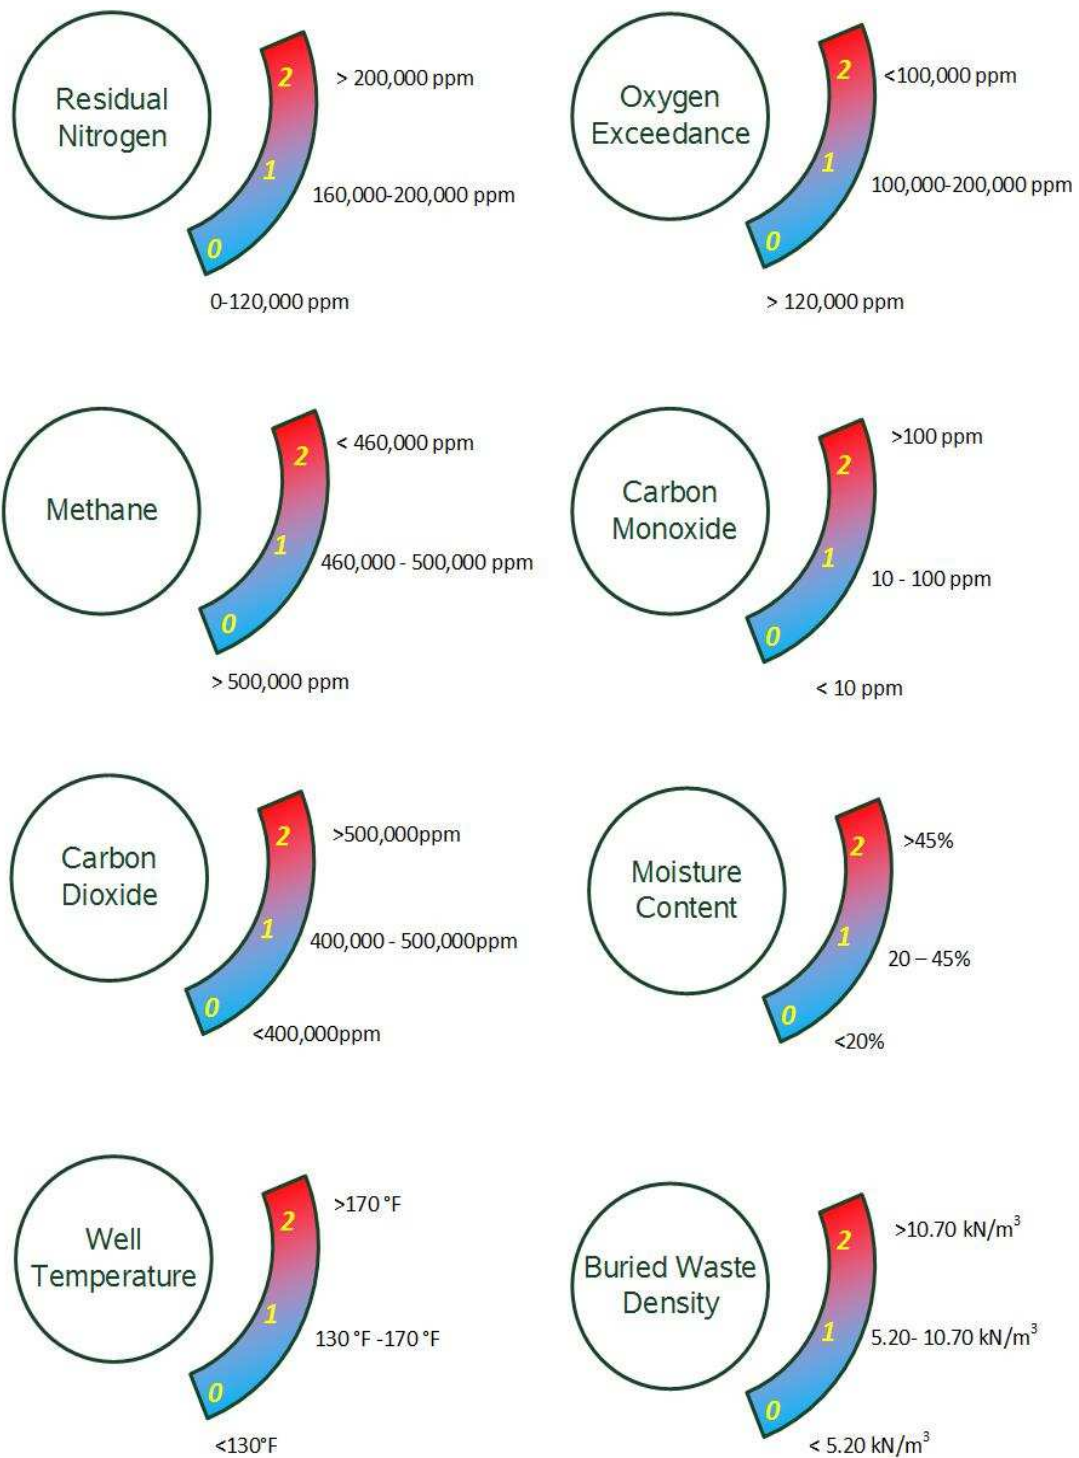 Residual
Nitrogen
2
> 200,000 ppm
1
160,000-200,000 ppm
0
0-120,000 ppm
Oxygen
Exceedance
2
<100,000 ppm
1
100,000-200,000 ppm
0
> 120,000 ppm
Methane
2
< 460,000 ppm
1
460,000 - 500,000 ppm
0
> 500,000 ppm
Carbon
Monoxide
2
>100 ppm
1
10 - 100 ppm
0
< 10 ppm
Carbon
Dioxide
2
>500,000ppm
1
400,000 - 500,000ppm
0
<400,000ppm
Moisture
Content
2
>45%
1
20 – 45%
0
<20%
Well
Temperature
2
>170 °F
1
130 °F -170 °F
0
<130°F
Buried Waste
Density
2
>10.70 kN/m³
1
5.20- 10.70 kN/m³
0
< 5.20 kN/m³